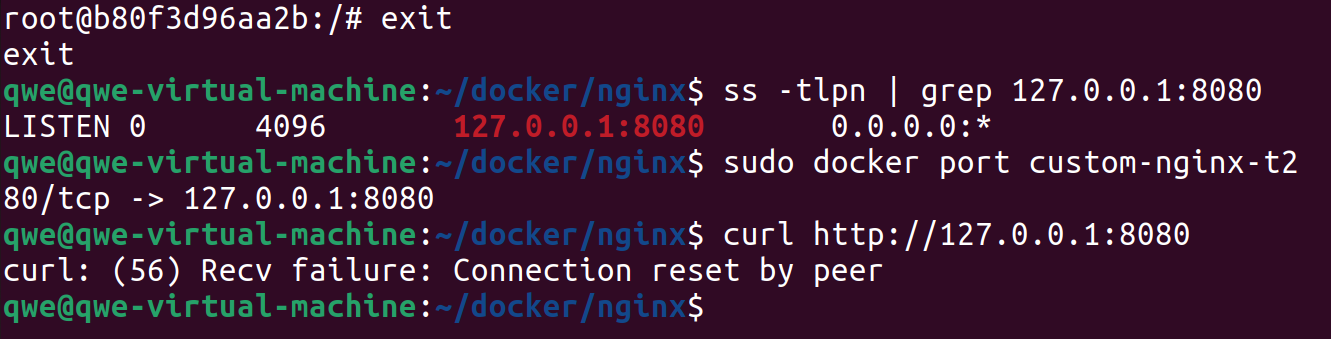 root@b80f3d96aa2b:/# exit
exit
qwe@qwe-virtual-machine:~/docker/nginx$ ss -tlpn | grep 127.0.0.1:8080
LISTEN 0      4096         127.0.0.1:8080       0.0.0.0:*
qwe@qwe-virtual-machine:~/docker/nginx$ sudo docker port custom-nginx-t2
80/tcp -> 127.0.0.1:8080
qwe@qwe-virtual-machine:~/docker/nginx$ curl http://127.0.0.1:8080
curl: (56) Recv failure: Connection reset by peer
qwe@qwe-virtual-machine:~/docker/nginx$